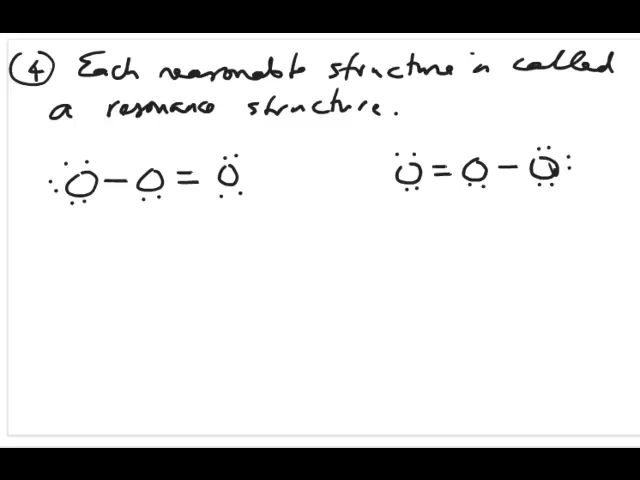 (4) Each reasonable structure is called
a resonance structure.
:Ö̤ - Ọ̤ = Ö̤    Ö̤ = O̤ - Ö̤: